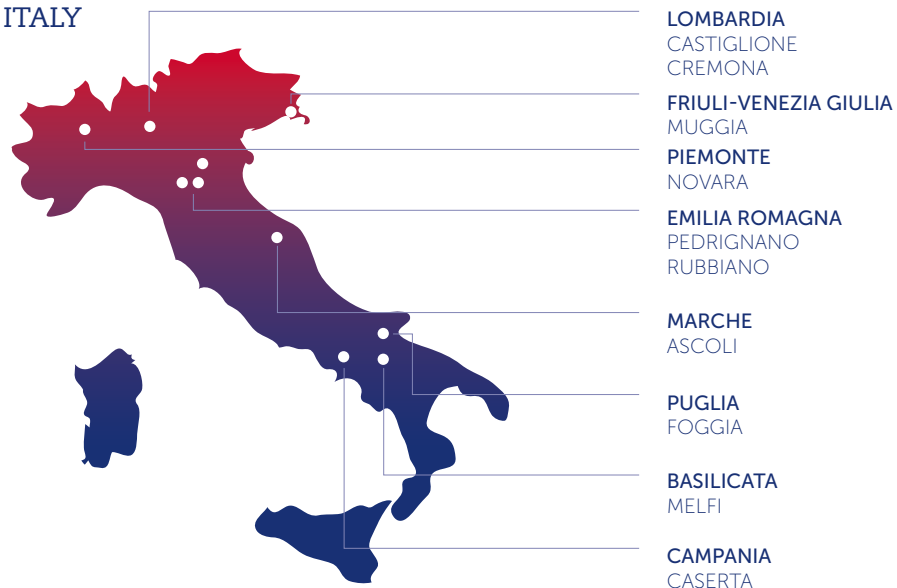 ITALY
LOMBARDIA
CASTIGLIONE
CREMONA
FRIULI-VENEZIA GIULIA
MUGGIA
PIEMONTE
NOVARA
EMILIA ROMAGNA
PEDRIGNANO
RUBBIANO
MARCHE
ASCOLI
PUGLIA
FOGGIA
BASILICATA
MELFI
CAMPANIA
CASERTA